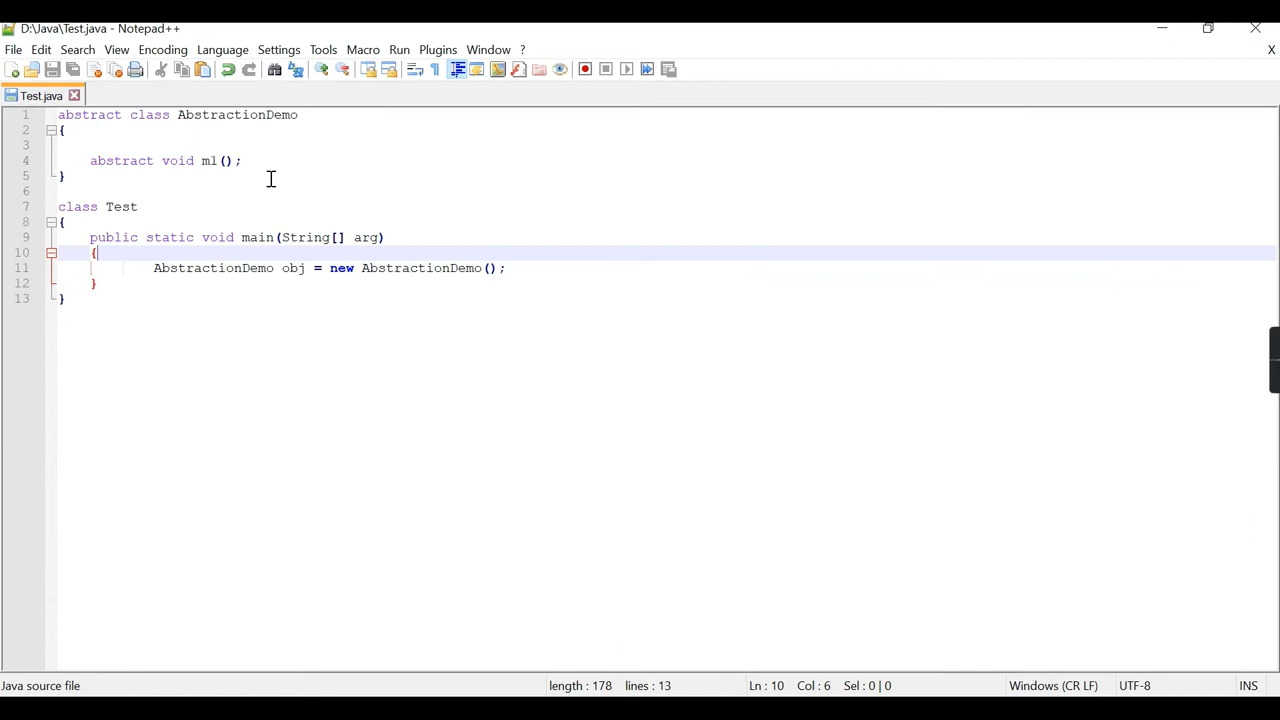 D:\Java\Test.java - Notepad++
File Edit Search View Encoding Language Settings Tools Macro Run Plugins Window ? X
Test.java
1 abstract class AbstractionDemo
2 {
3
4 abstract void m1();
5 }
6
7 class Test
8 {
9 public static void main(String[] arg)
10 {
11 AbstractionDemo obj = new AbstractionDemo();
12 }
13 }
Java source file length : 178 lines : 13 Ln : 10 Col : 6 Sel : 0 | 0 Windows (CR LF) UTF-8 INS